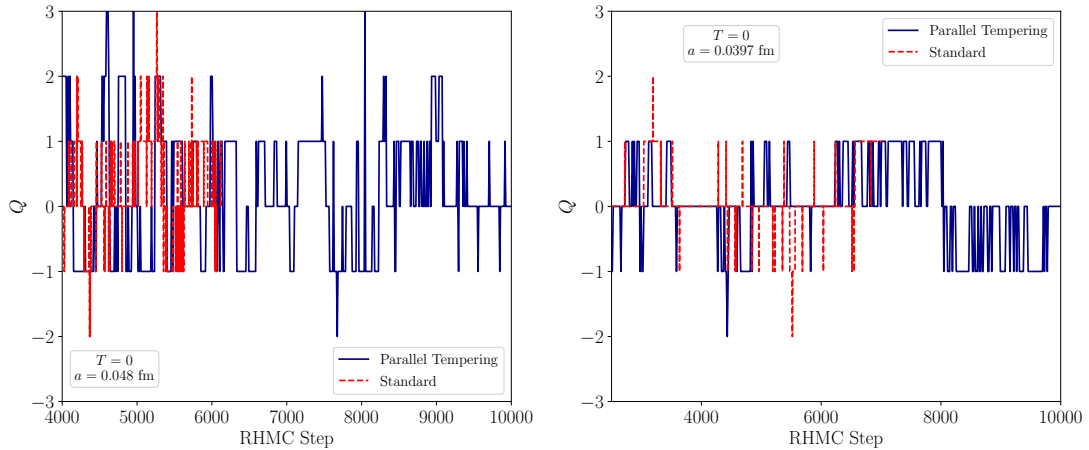 3
2
1
0
−1
−2
−3
Q
4000 5000 6000 7000 8000 9000 10000
RHMC Step
T = 0
a = 0.048 fm
Parallel Tempering
Standard
3
2
1
0
−1
−2
−3
Q
4000 6000 8000 10000
RHMC Step
T = 0
a = 0.0397 fm
Parallel Tempering
Standard